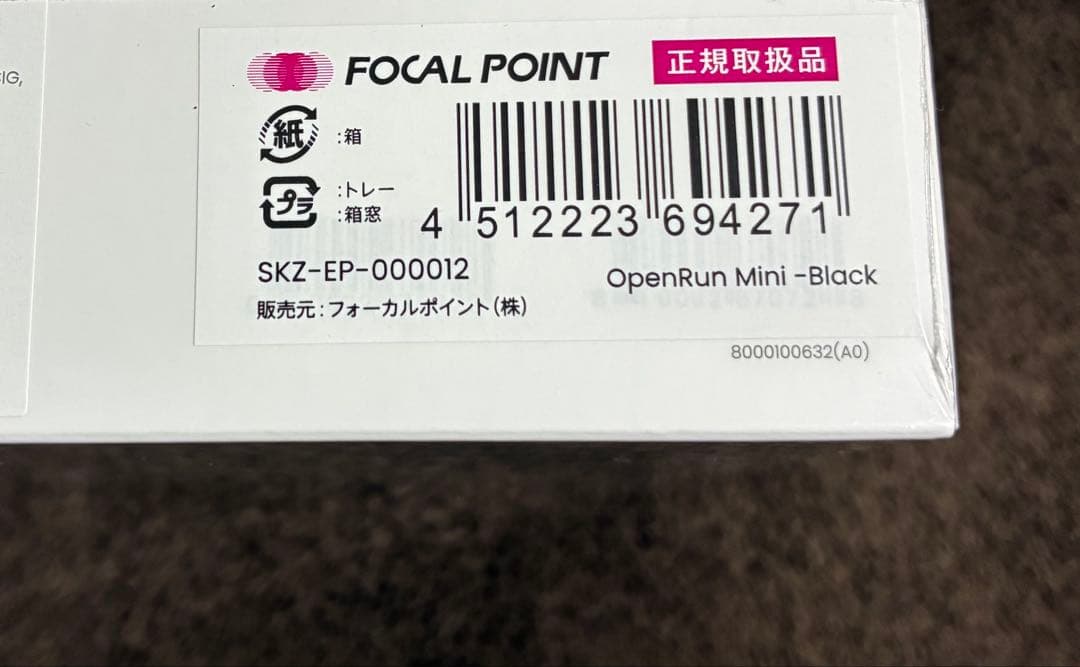 IG,
FOCAL POINT
正規取扱品
紙 :箱
プラ :トレー
:箱窓
4 512223 694271
SKZ-EP-000012
OpenRun Mini -Black
販売元:フォーカルポイント(株)
8000100632(A0)